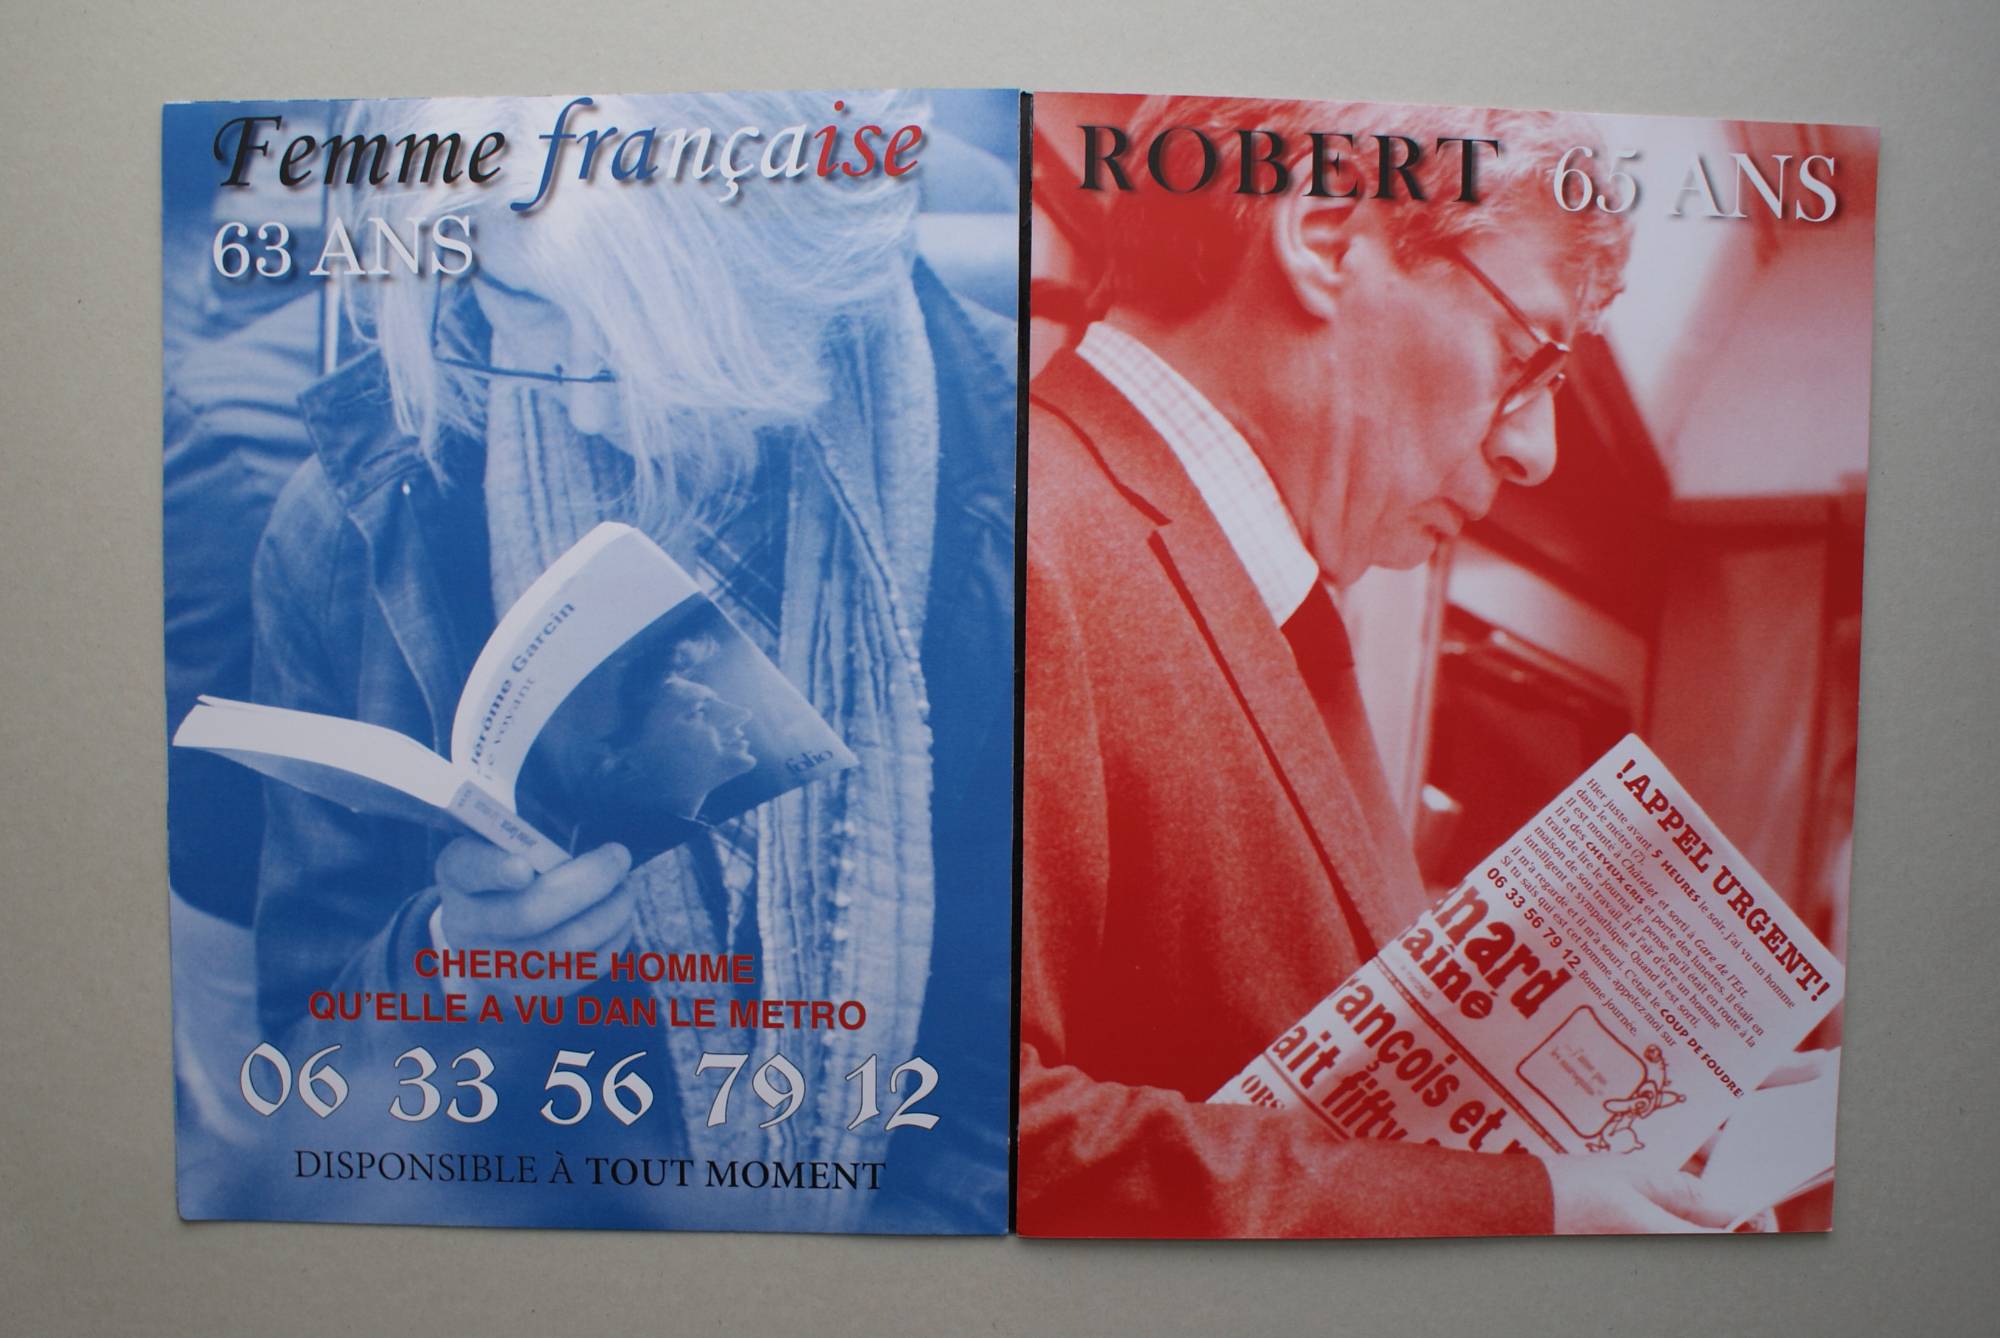 Femme française
63 ANS
Jérôme Garcin
Le voyant
folio
CHERCHE HOMME
QU'ELLE A VU DAN LE METRO
06 33 56 79 12
DISPONSIBLE À TOUT MOMENT
ROBERT 65 ANS
!APPEL URGENT!
Hier juste avant 5 HEURES le soir, j'ai vu un homme
dans le métro (7).
Il est monté à Châtelet et sorti à Gare de l'Est.
Il a des CHEVEUX GRIS et porte des lunettes. Il était en
train de lire le journal. Je pense qu'il était en route à la
maison de son travail. Il a l'air d'être un homme
intelligent et sympathique. Quand il est sorti,
il m'a regardé et il m'a souri. C'était le COUP DE FOUDRE!
Si tu sais qui est cet homme, appelez-moi sur
06 33 56 79 12. Bonne journée.
nard
aîné
rançois et
ait fifty